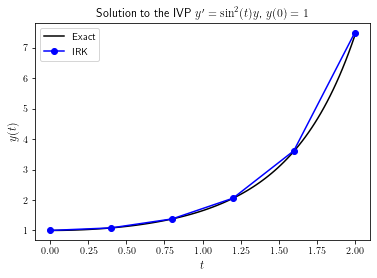 Solution to the IVP y′ = sin²(t)y, y(0) = 1
Exact
IRK
y(t)
7
6
5
4
3
2
1
0.00 0.25 0.50 0.75 1.00 1.25 1.50 1.75 2.00
t